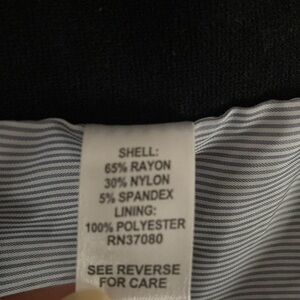 SHELL:
65% RAYON
30% NYLON
5% SPANDEX
LINING:
100% POLYESTER
RN37080
SEE REVERSE
FOR CARE